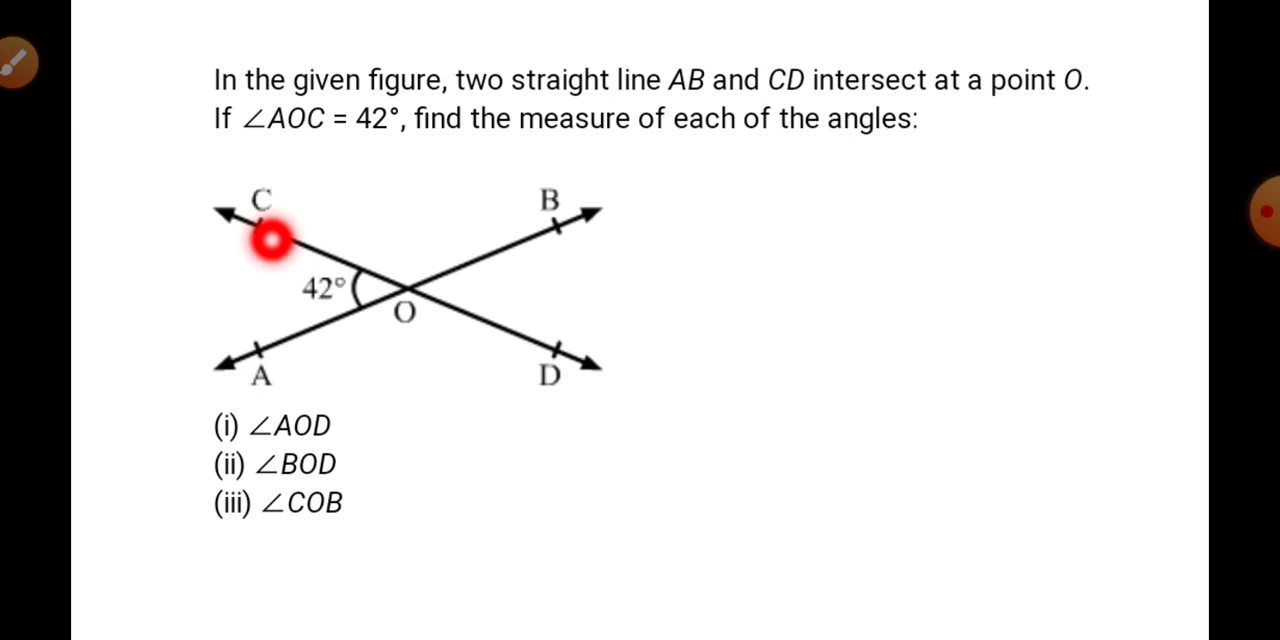 In the given figure, two straight line AB and CD intersect at a point O.
If ∠AOC = 42°, find the measure of each of the angles:
C
B
42°
O
A
D
(i) ∠AOD
(ii) ∠BOD
(iii) ∠COB